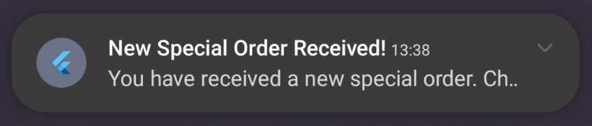 New Special Order Received! 13:38
You have received a new special order. Ch..